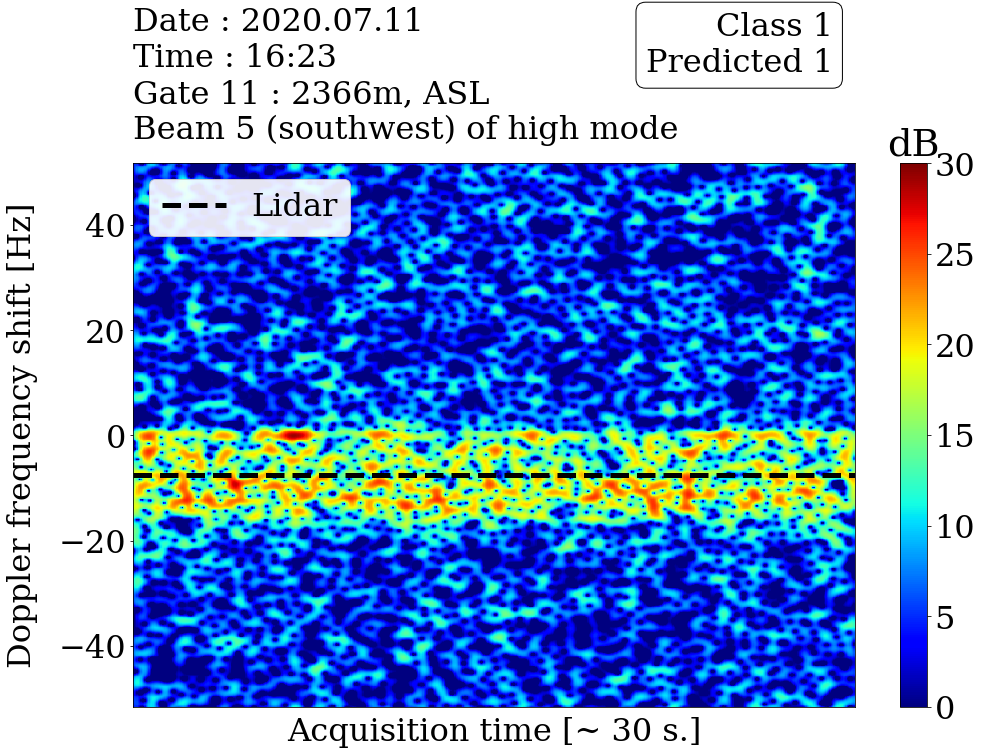 Date : 2020.07.11
Time : 16:23
Gate 11 : 2366m, ASL
Beam 5 (southwest) of high mode
Class 1
Predicted 1
dB
30
25
20
15
10
5
0
Lidar
Doppler frequency shift [Hz]
40
20
0
−20
−40
Acquisition time [~ 30 s.]